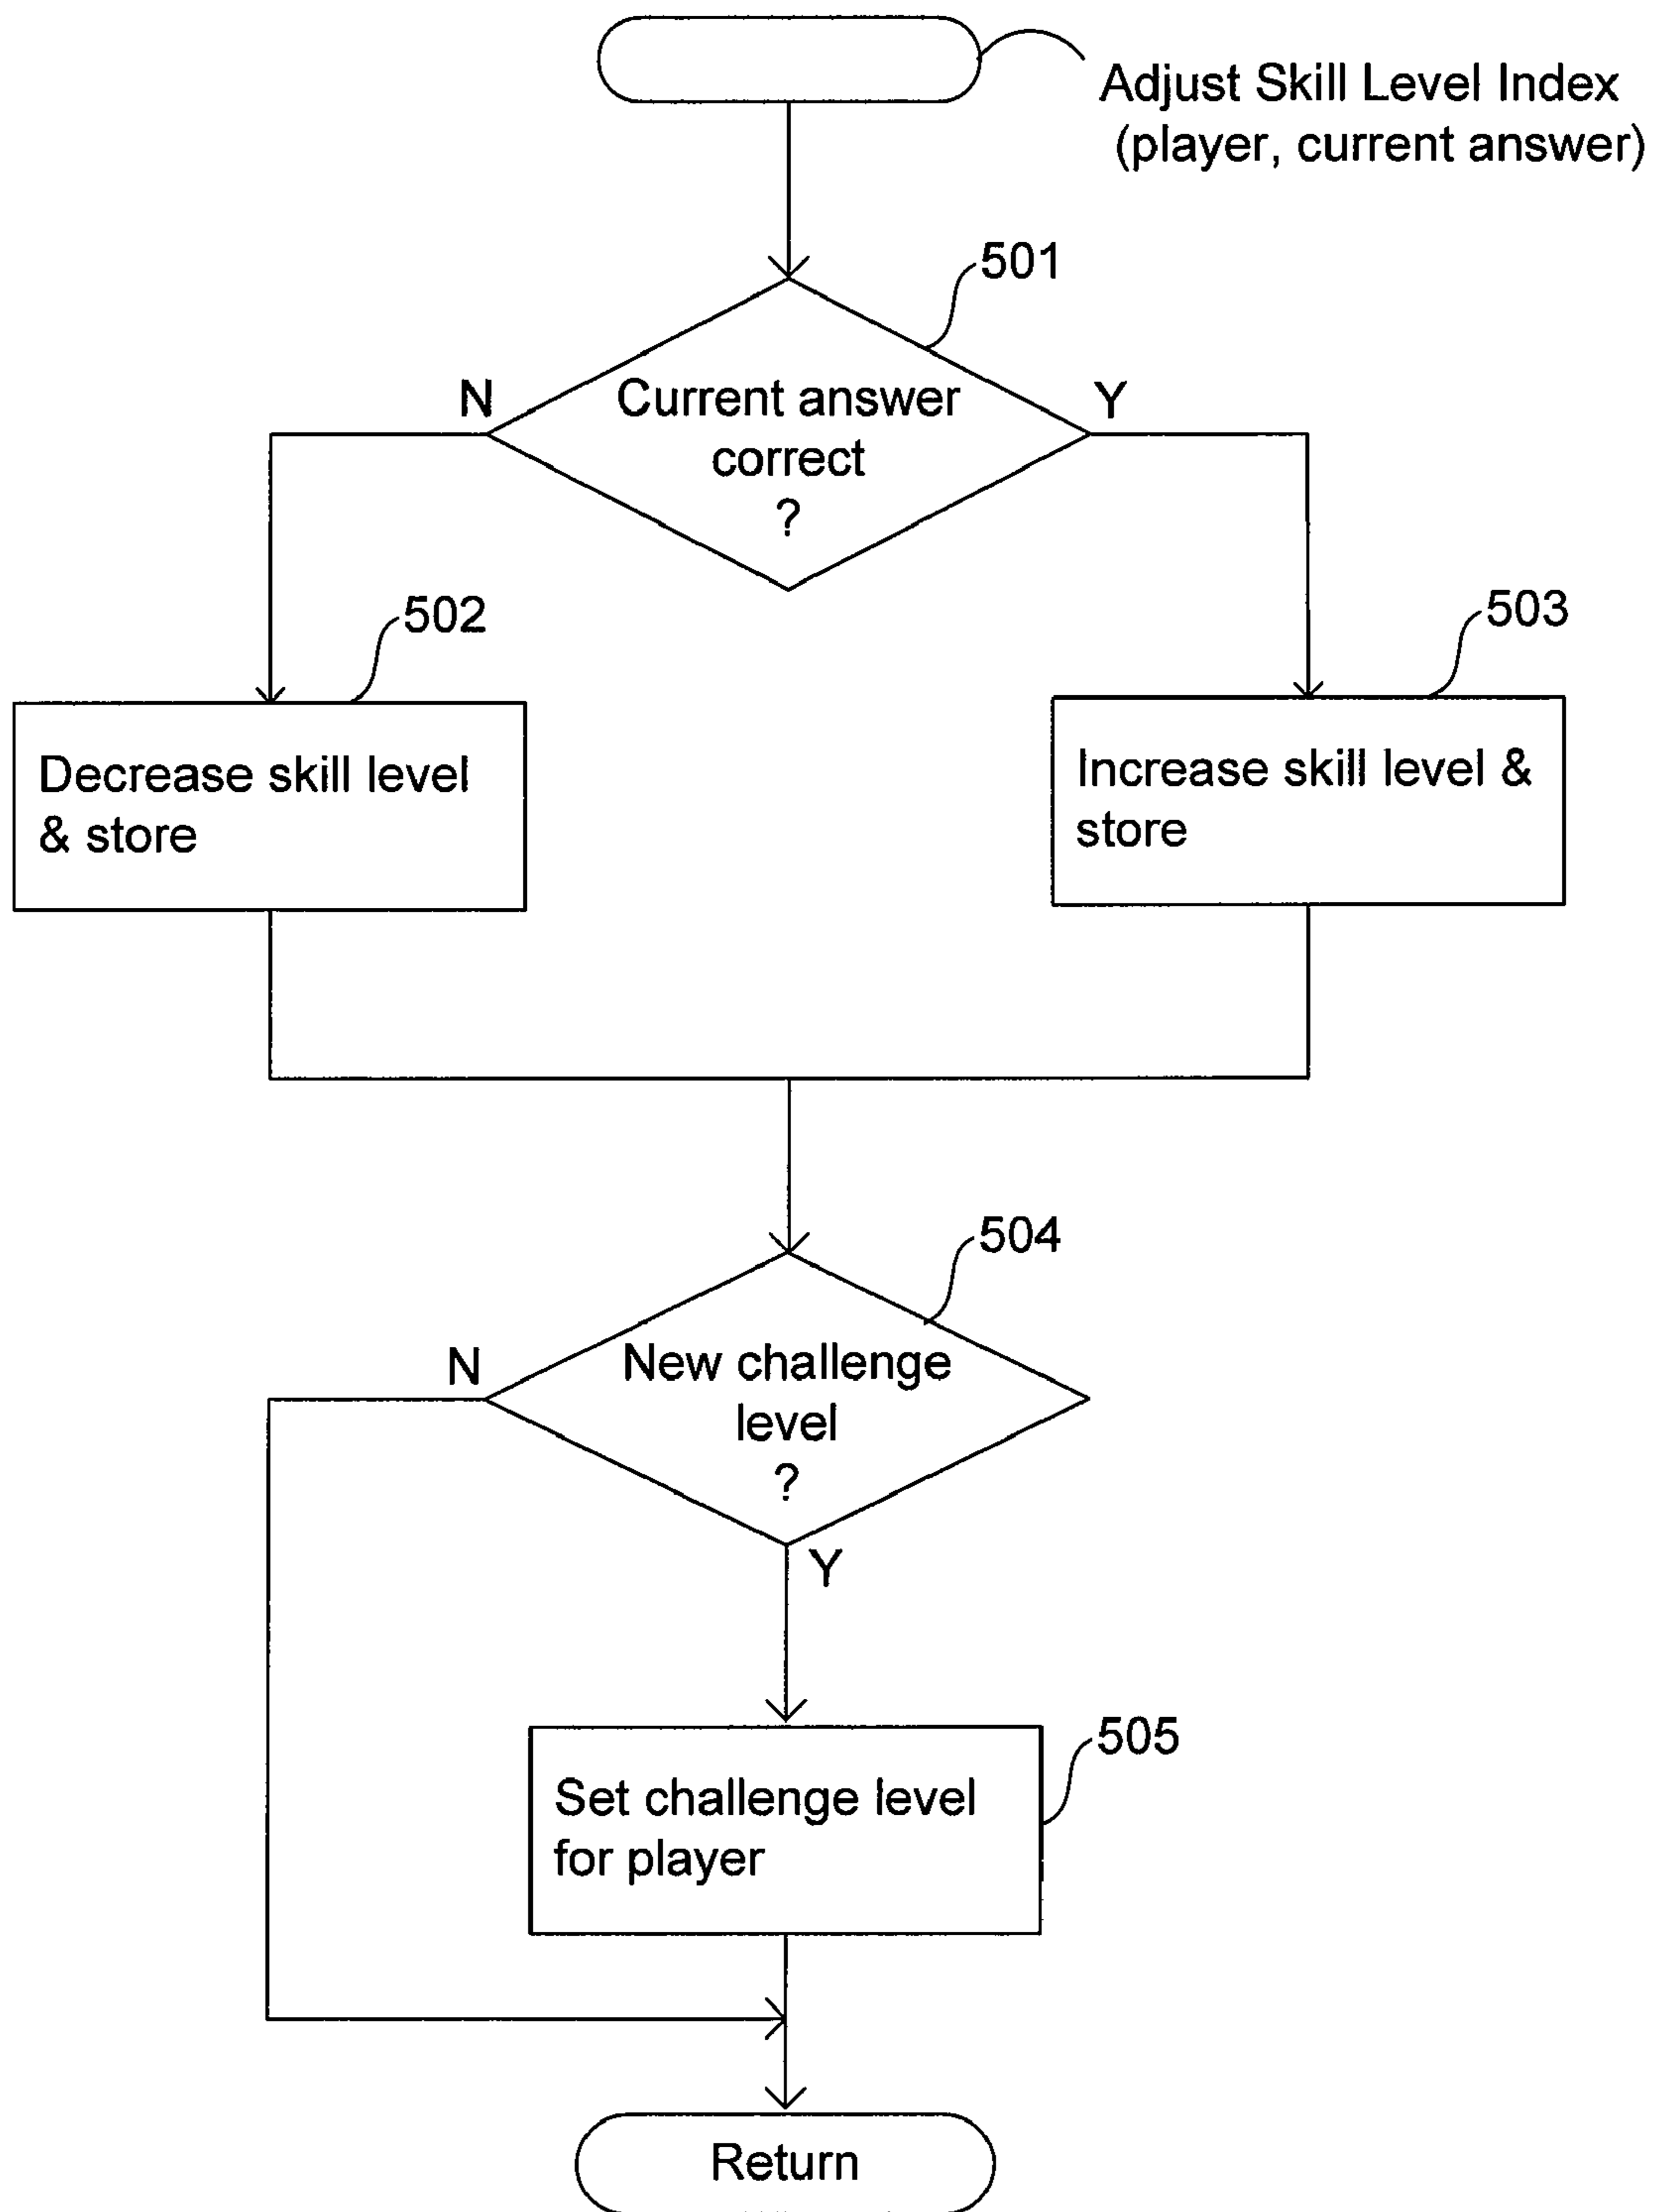 Adjust Skill Level Index
(player, current answer)
501
N
Current answer
correct
?
Y
502
503
Decrease skill level
& store
Increase skill level &
store
504
N
New challenge
level
?
Y
505
Set challenge level
for player
Return